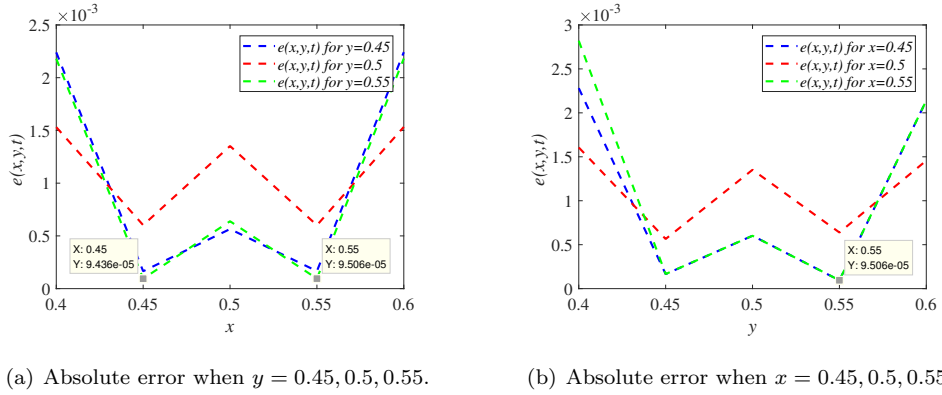 ×10⁻³
2.5
2
1.5
1
0.5
0
0.4 0.45 0.5 0.55 0.6
x
e(x,y,t)
e(x,y,t) for y=0.45
e(x,y,t) for y=0.5
e(x,y,t) for y=0.55
X: 0.45
Y: 9.436e-05
X: 0.55
Y: 9.506e-05
(a) Absolute error when y = 0.45, 0.5, 0.55.
×10⁻³
3
2.5
2
1.5
1
0.5
0
0.4 0.45 0.5 0.55 0.6
y
e(x,y,t)
e(x,y,t) for x=0.45
e(x,y,t) for x=0.5
e(x,y,t) for x=0.55
X: 0.55
Y: 9.506e-05
(b) Absolute error when x = 0.45, 0.5, 0.55